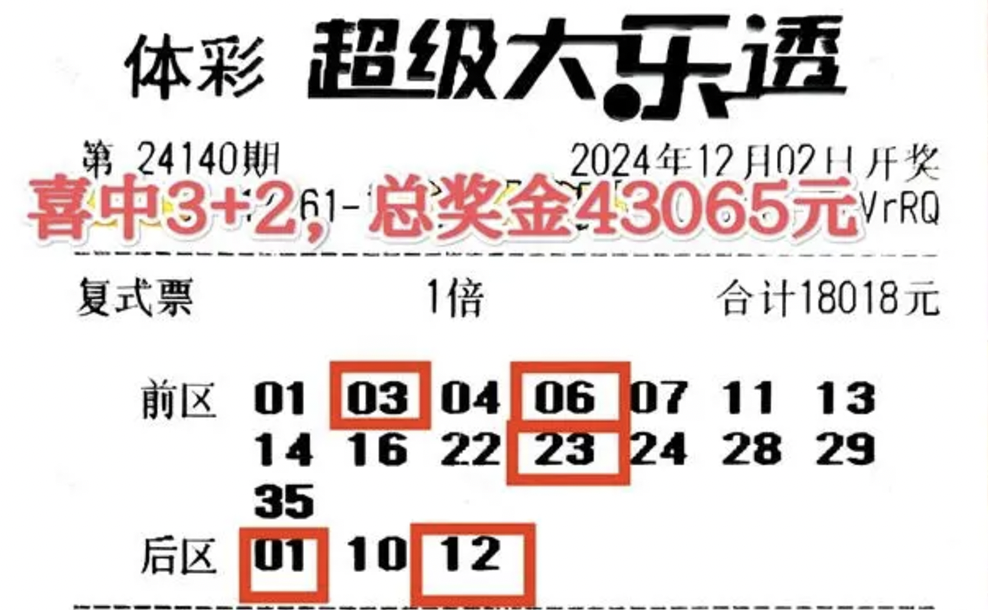 体彩 超级大乐透
第 24140期 2024年12月02日开奖
喜中3+2，总奖金43065元
61- VrRQ
复式票 1倍 合计18018元
前区 01 03 04 06 07 11 13
14 16 22 23 24 28 29
35
后区 01 10 12